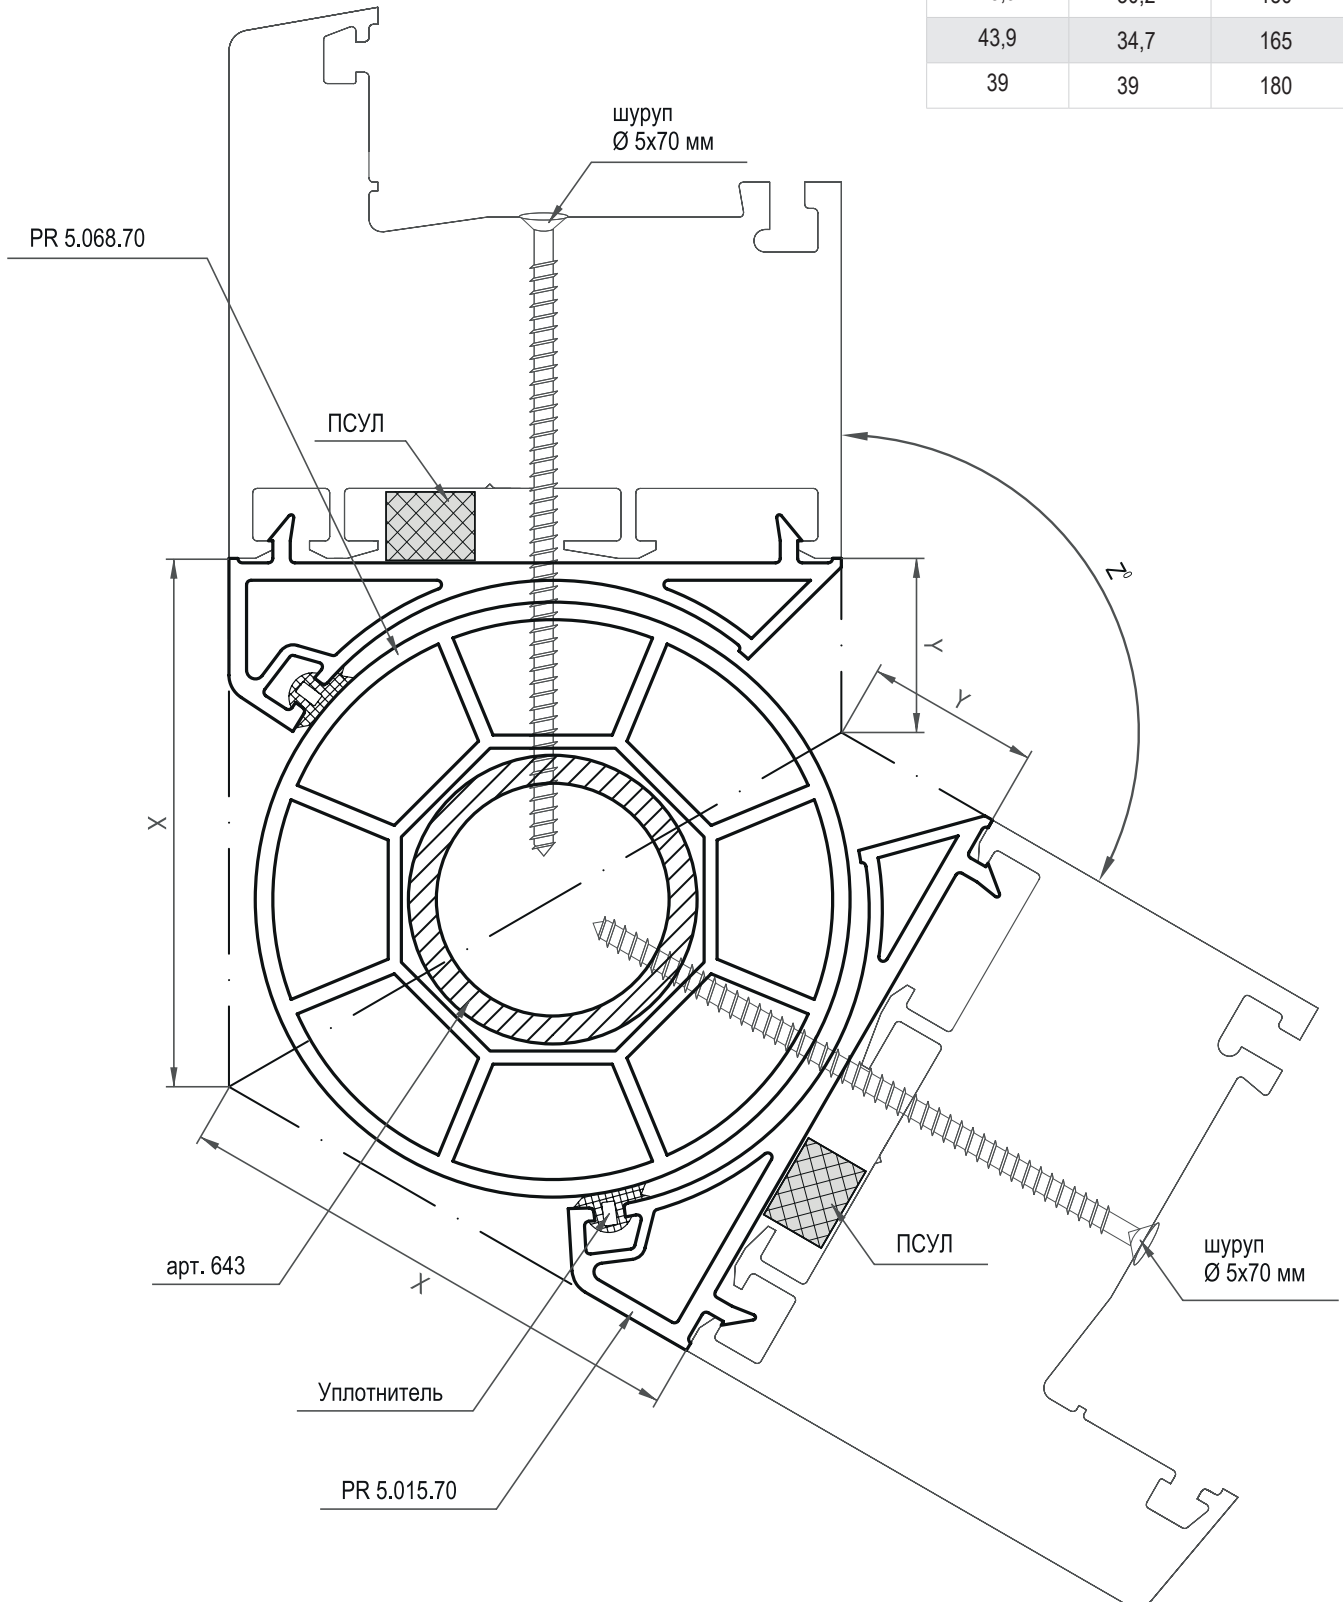 43,9 34,7 165
39 39 180
шуруп
Ø 5x70 мм
PR 5.068.70
ПСУЛ
Z⁰
Y
Y
X
ПСУЛ
шуруп
Ø 5x70 мм
арт. 643
X
Уплотнитель
PR 5.015.70